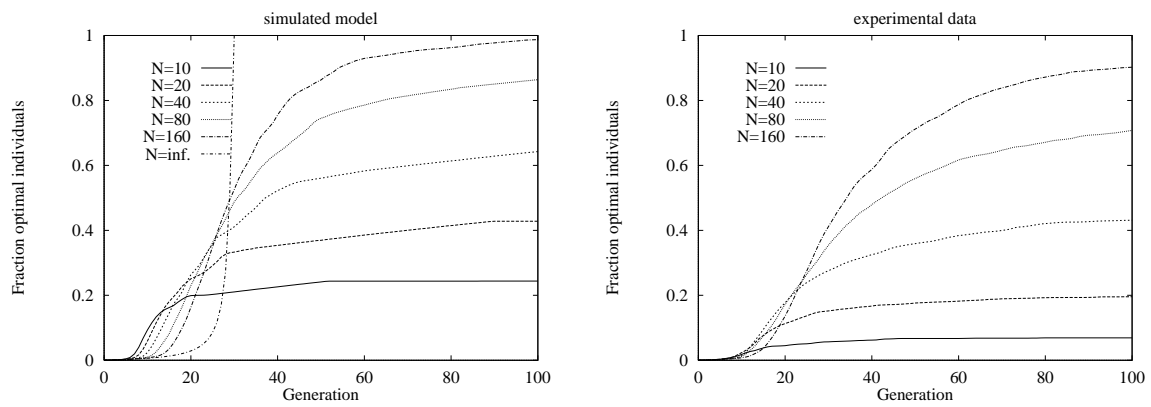 simulated model
Fraction optimal individuals
1
0.8
0.6
0.4
0.2
0
N=10
N=20
N=40
N=80
N=160
N=inf.
0 20 40 60 80 100
Generation
experimental data
Fraction optimal individuals
1
0.8
0.6
0.4
0.2
0
N=10
N=20
N=40
N=80
N=160
0 20 40 60 80 100
Generation